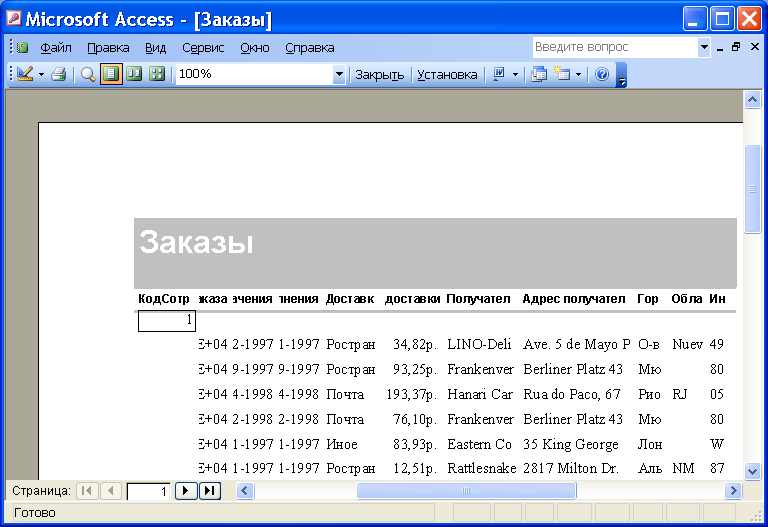 Microsoft Access - [Заказы]
Файл Правка Вид Сервис Окно Справка Введите вопрос
100% Закрыть Установка
Заказы
КодСотр каза ачения лнения Доставк доставки Получател Адрес получател Гор Обла Ин
1
E+04 2-1997 1-1997 Ростран 34,82р. LINO-Deli Ave. 5 de Mayo P О-в Nuev 49
E+04 9-1997 9-1997 Ростран 93,25р. Frankenver Berliner Platz 43 Мю 80
E+04 4-1998 4-1998 Почта 193,37р. Hanari Car Rua do Paco, 67 Рио RJ 05
E+04 2-1998 2-1998 Почта 76,10р. Frankenver Berliner Platz 43 Мю 80
E+04 1-1997 1-1997 Иное 83,93р. Eastern Co 35 King George Лон W
E+04 1-1997 1-1997 Ростран 12,51р. Rattlesnake 2817 Milton Dr. Аль NM 87
Страница: 1
Готово